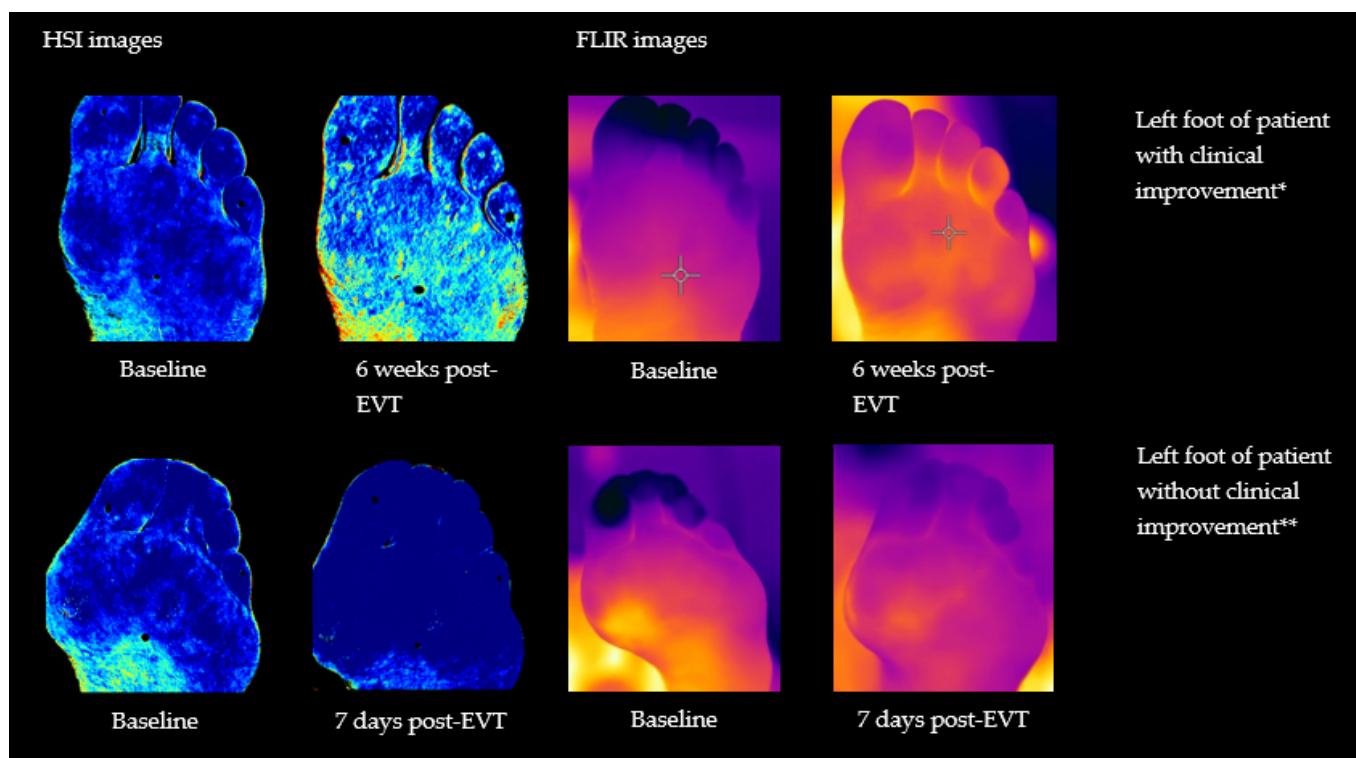 HSI images
FLIR images
Left foot of patient
with clinical
improvement*
Baseline
6 weeks post-
EVT
Baseline
6 weeks post-
EVT
Left foot of patient
without clinical
improvement**
Baseline
7 days post-EVT
Baseline
7 days post-EVT